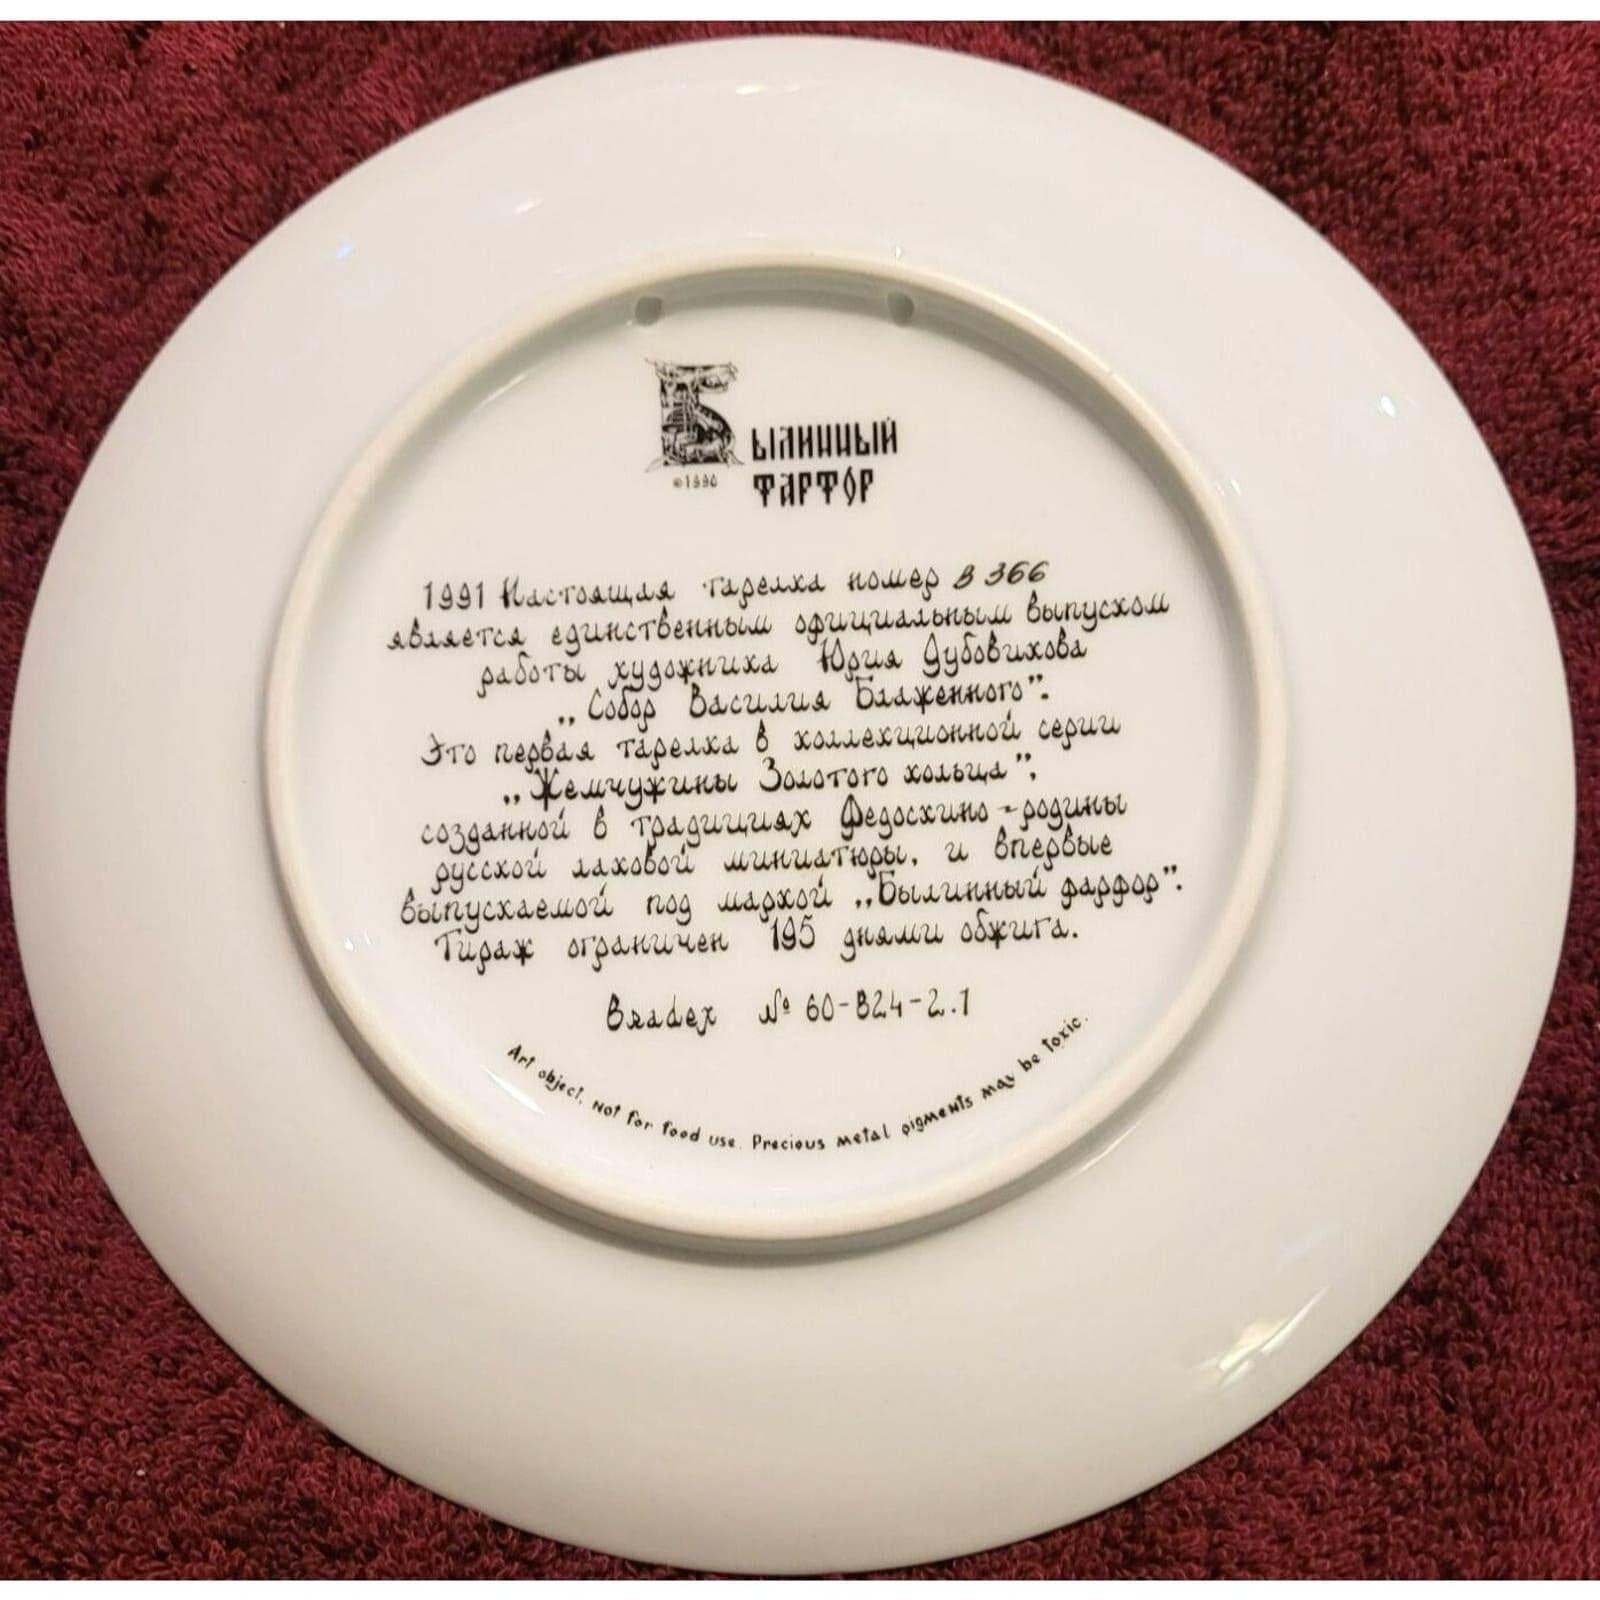 Былинный
©1990 фарфор
1991 Настоящая тарелка номер B 366
является единственным официальным выпуском
работы художника Юрия Дубовикова
„Собор Василия Блаженного”.
Это первая тарелка в коллекционной серии
„Жемчужины Золотого кольца”,
созданной в традициях Федоскино - родины
русской лаковой миниатюры, и впервые
выпускаемой под маркой „Былинный фарфор”.
Тираж ограничен 195 днями обжига.
Bradex № 60-B24-2.1
Art object. Not for food use. Precious metal pigments may be toxic.